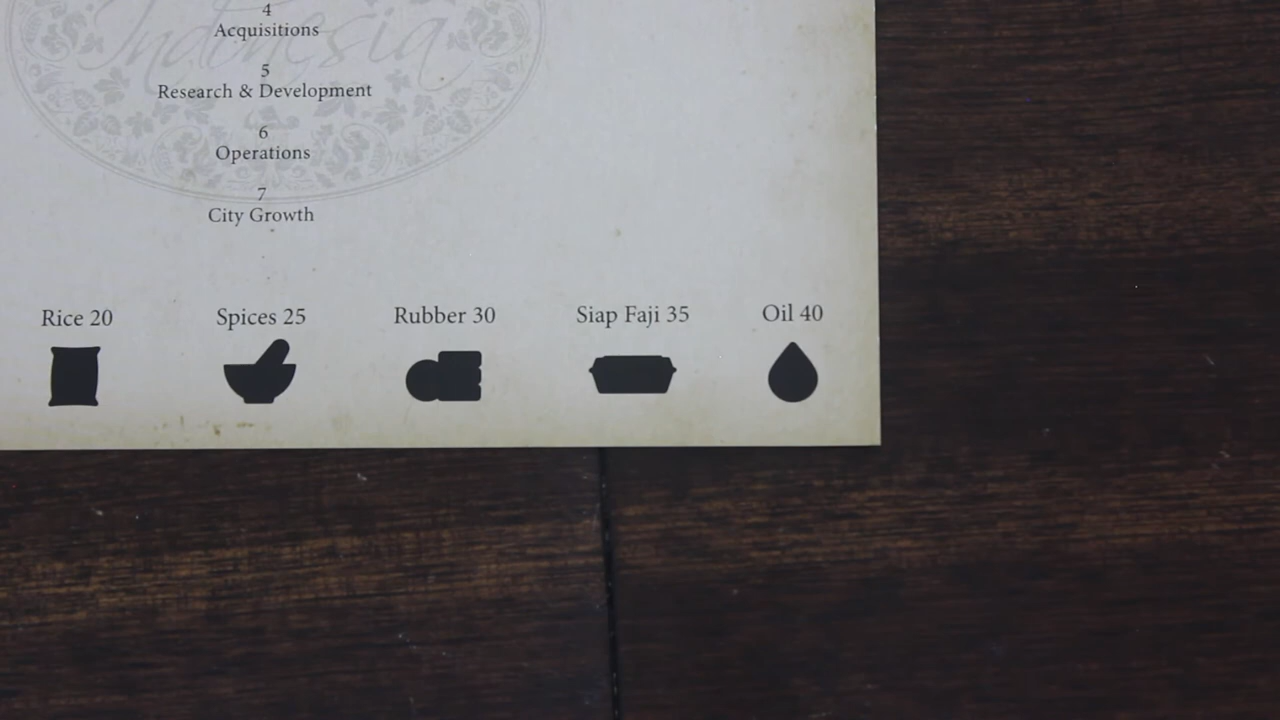 Indonesia
4
Acquisitions
5
Research & Development
6
Operations
7
City Growth
Rice 20
Spices 25
Rubber 30
Siap Faji 35
Oil 40